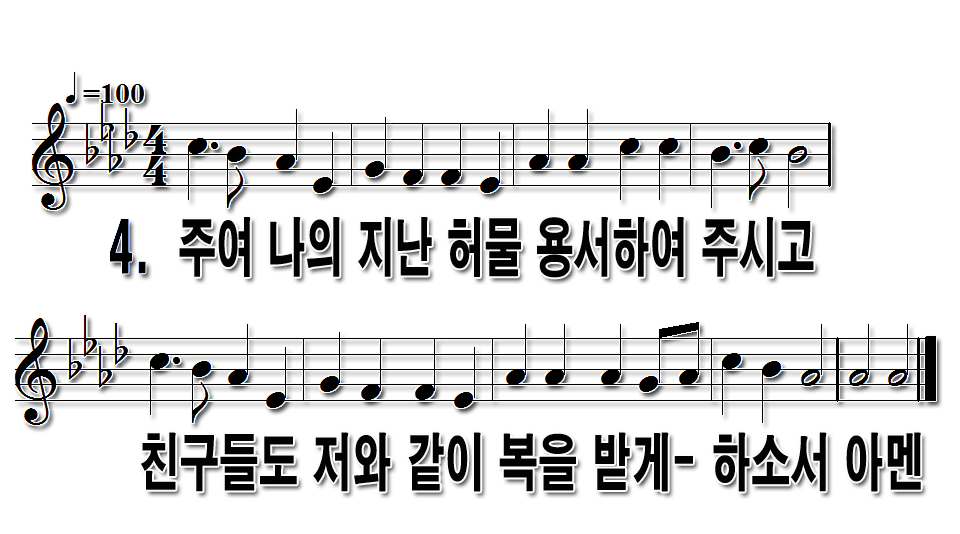 =100
4. 주여 나의 지난 허물 용서하여 주시고
친구들도 저와 같이 복을 받게- 하소서 아멘